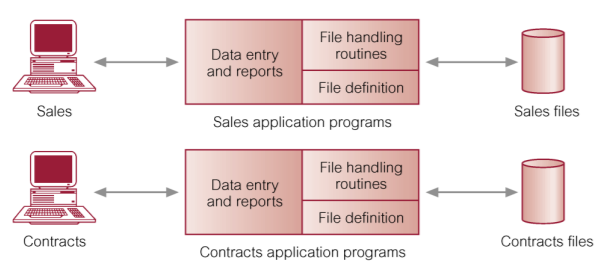 Data entry
and reports
File handling
routines
File definition
Sales
Sales application programs
Sales files
Data entry
and reports
File handling
routines
File definition
Contracts
Contracts application programs
Contracts files